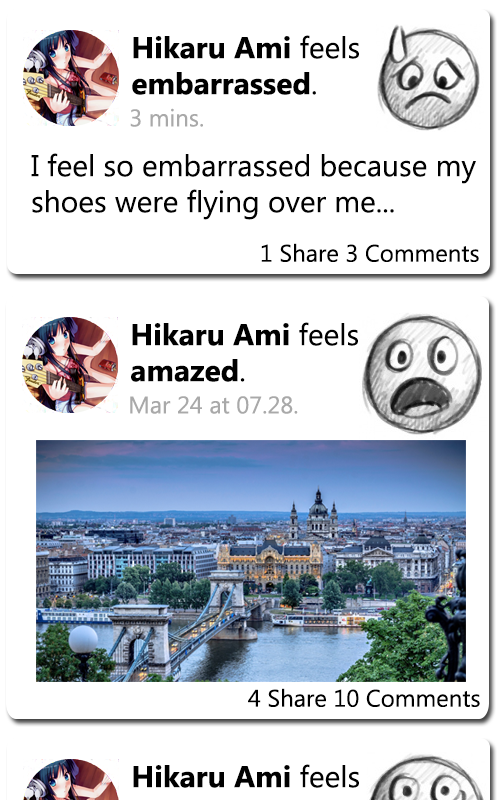 Hikaru Ami feels
embarrassed.
3 mins.
I feel so embarrassed because my
shoes were flying over me...
1 Share 3 Comments
Hikaru Ami feels
amazed.
Mar 24 at 07.28.
4 Share 10 Comments
Hikaru Ami feels